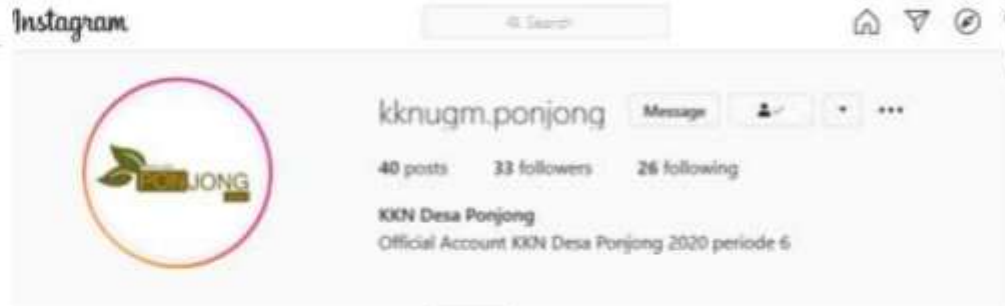 Instagram
Search
kknugm.ponjong Message
40 posts 33 followers 26 following
KKN Desa Ponjong
Official Account KKN Desa Ponjong 2020 periode 6
PONJONG